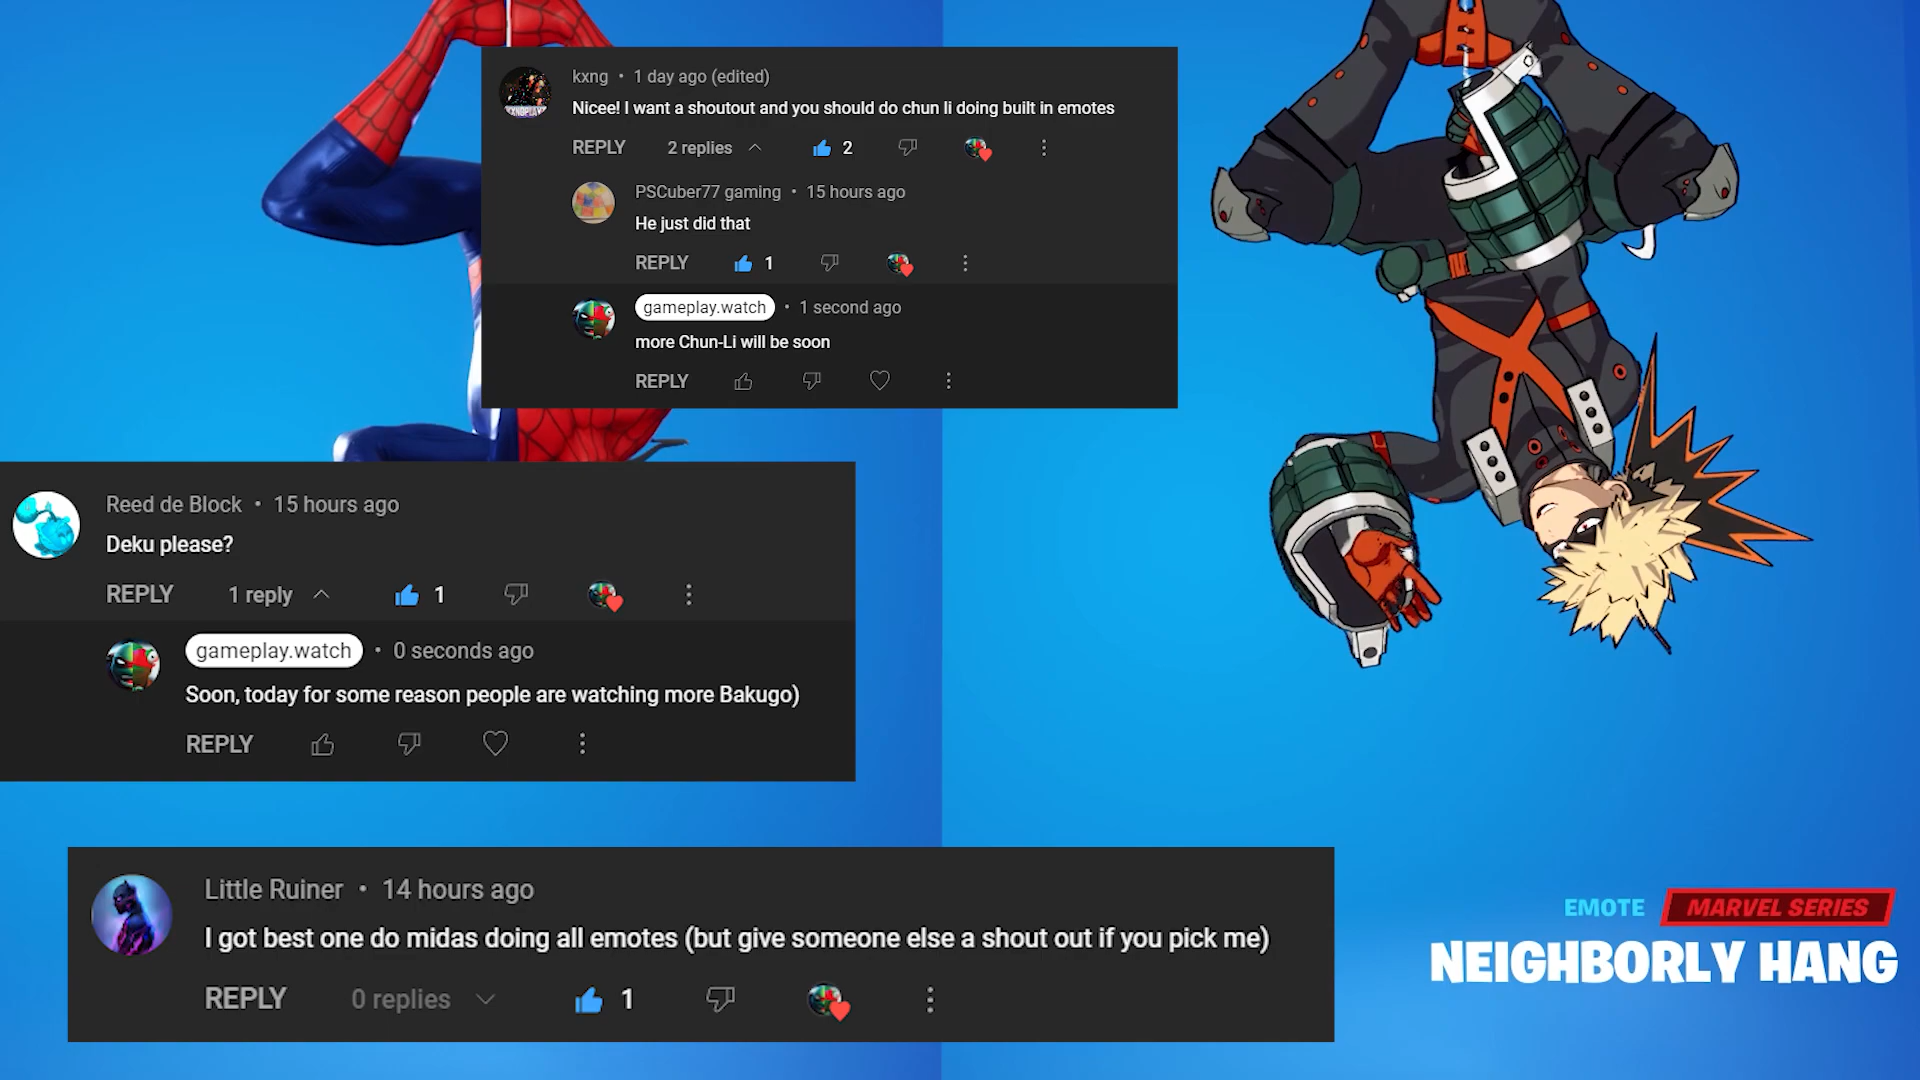 kxng • 1 day ago (edited)
Nicee! I want a shoutout and you should do chun li doing built in emotes
REPLY 2 replies 2
PSCuber77 gaming • 15 hours ago
He just did that
REPLY 1
gameplay.watch • 1 second ago
more Chun-Li will be soon
REPLY
Reed de Block • 15 hours ago
Deku please?
REPLY 1 reply 1
gameplay.watch • 0 seconds ago
Soon, today for some reason people are watching more Bakugo)
REPLY
Little Ruiner • 14 hours ago
I got best one do midas doing all emotes (but give someone else a shout out if you pick me)
REPLY 0 replies 1
EMOTE MARVEL SERIES
NEIGHBORLY HANG